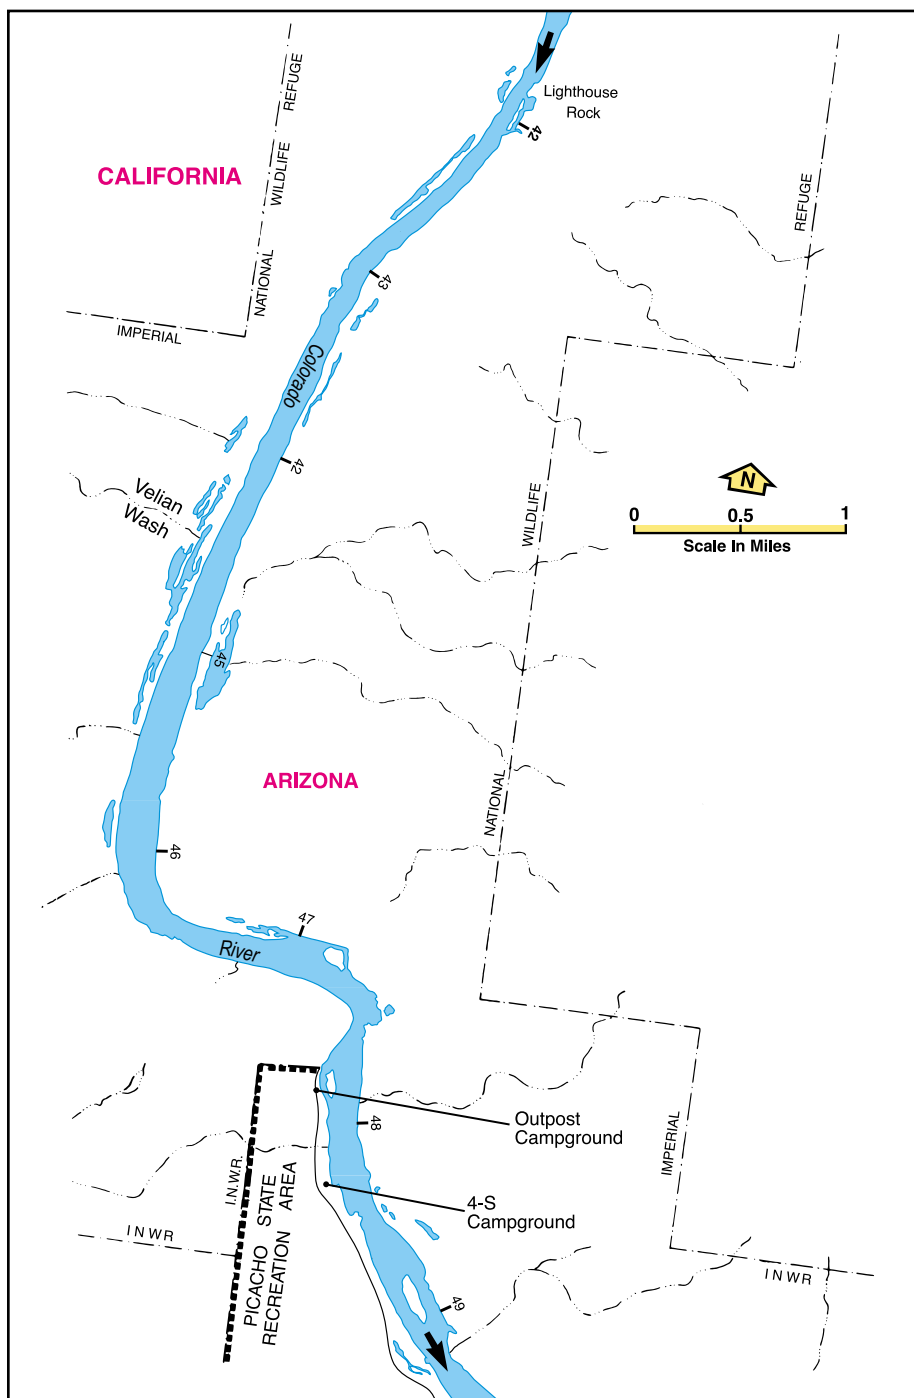 Lighthouse
Rock
42
CALIFORNIA
REFUGE
WILDLIFE
NATIONAL
IMPERIAL
REFUGE
43
Colorado
42
Velian
Wash
N
0 0.5 1
Scale In Miles
WILDLIFE
45
ARIZONA
NATIONAL
46
47
River
Outpost
Campground
48
IMPERIAL
I.N.W.R.
PICACHO STATE
RECREATION AREA
4-S
Campground
I N WR
I N WR
49